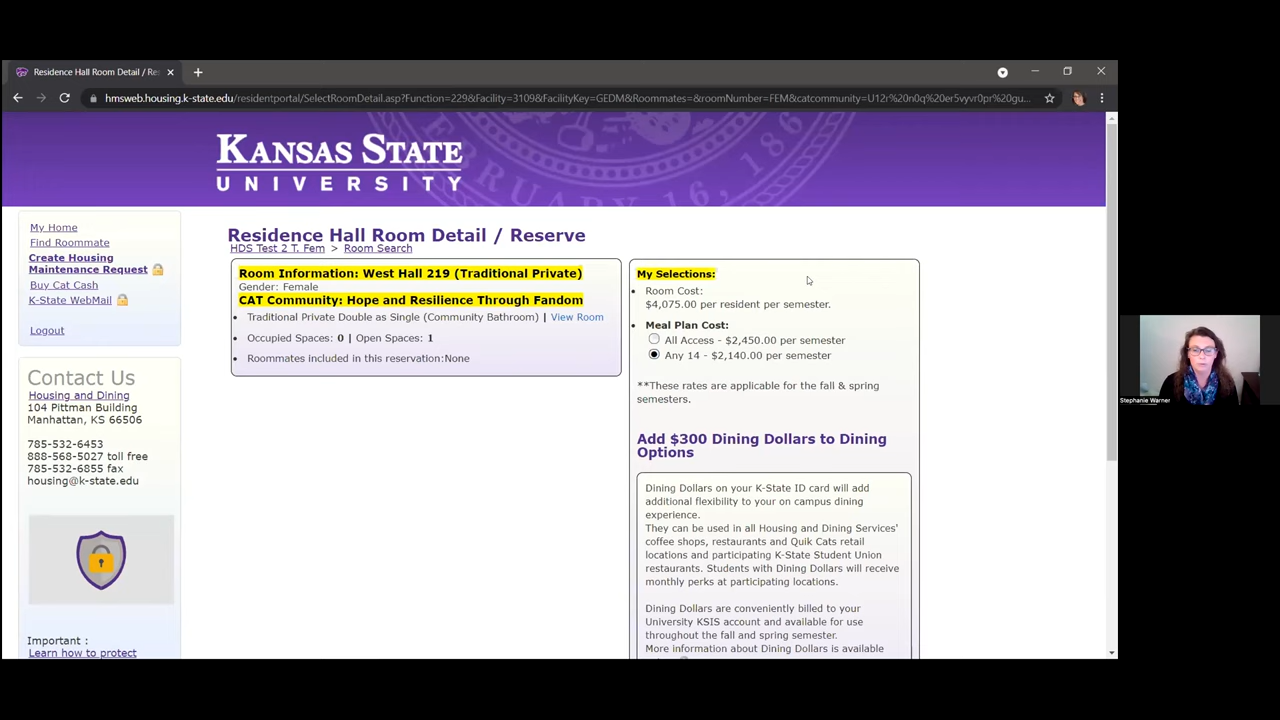 Residence Hall Room Detail / Re
hmsweb.housing.k-state.edu/residentportal/SelectRoomDetail.asp?Function=229&Facility=3109&FacilityKey=GEDM&Roommates=&roomNumber=FEM&catcommunity=U12r%20n0q%20er5vyvr0pr%20gu...
KANSAS STATE
UNIVERSITY
FEBRUARY 16, 186
My Home
Find Roommate
Create Housing
Maintenance Request
Buy Cat Cash
K-State WebMail
Logout
Contact Us
Housing and Dining
104 Pittman Building
Manhattan, KS 66506
785-532-6453
888-568-5027 toll free
785-532-6855 fax
housing@k-state.edu
Important :
Learn how to protect
Residence Hall Room Detail / Reserve
HDS Test 2 T. Fem > Room Search
Room Information: West Hall 219 (Traditional Private)
Gender: Female
CAT Community: Hope and Resilience Through Fandom
• Traditional Private Double as Single (Community Bathroom) | View Room
• Occupied Spaces: 0 | Open Spaces: 1
• Roommates included in this reservation:None
My Selections:
• Room Cost:
$4,075.00 per resident per semester.
• Meal Plan Cost:
All Access - $2,450.00 per semester
Any 14 - $2,140.00 per semester
**These rates are applicable for the fall & spring
semesters.
Add $300 Dining Dollars to Dining
Options
Dining Dollars on your K-State ID card will add
additional flexibility to your on campus dining
experience.
They can be used in all Housing and Dining Services'
coffee shops, restaurants and Quik Cats retail
locations and participating K-State Student Union
restaurants. Students with Dining Dollars will receive
monthly perks at participating locations.
Dining Dollars are conveniently billed to your
University KSIS account and available for use
throughout the fall and spring semester.
More information about Dining Dollars is available
Stephanie Warner